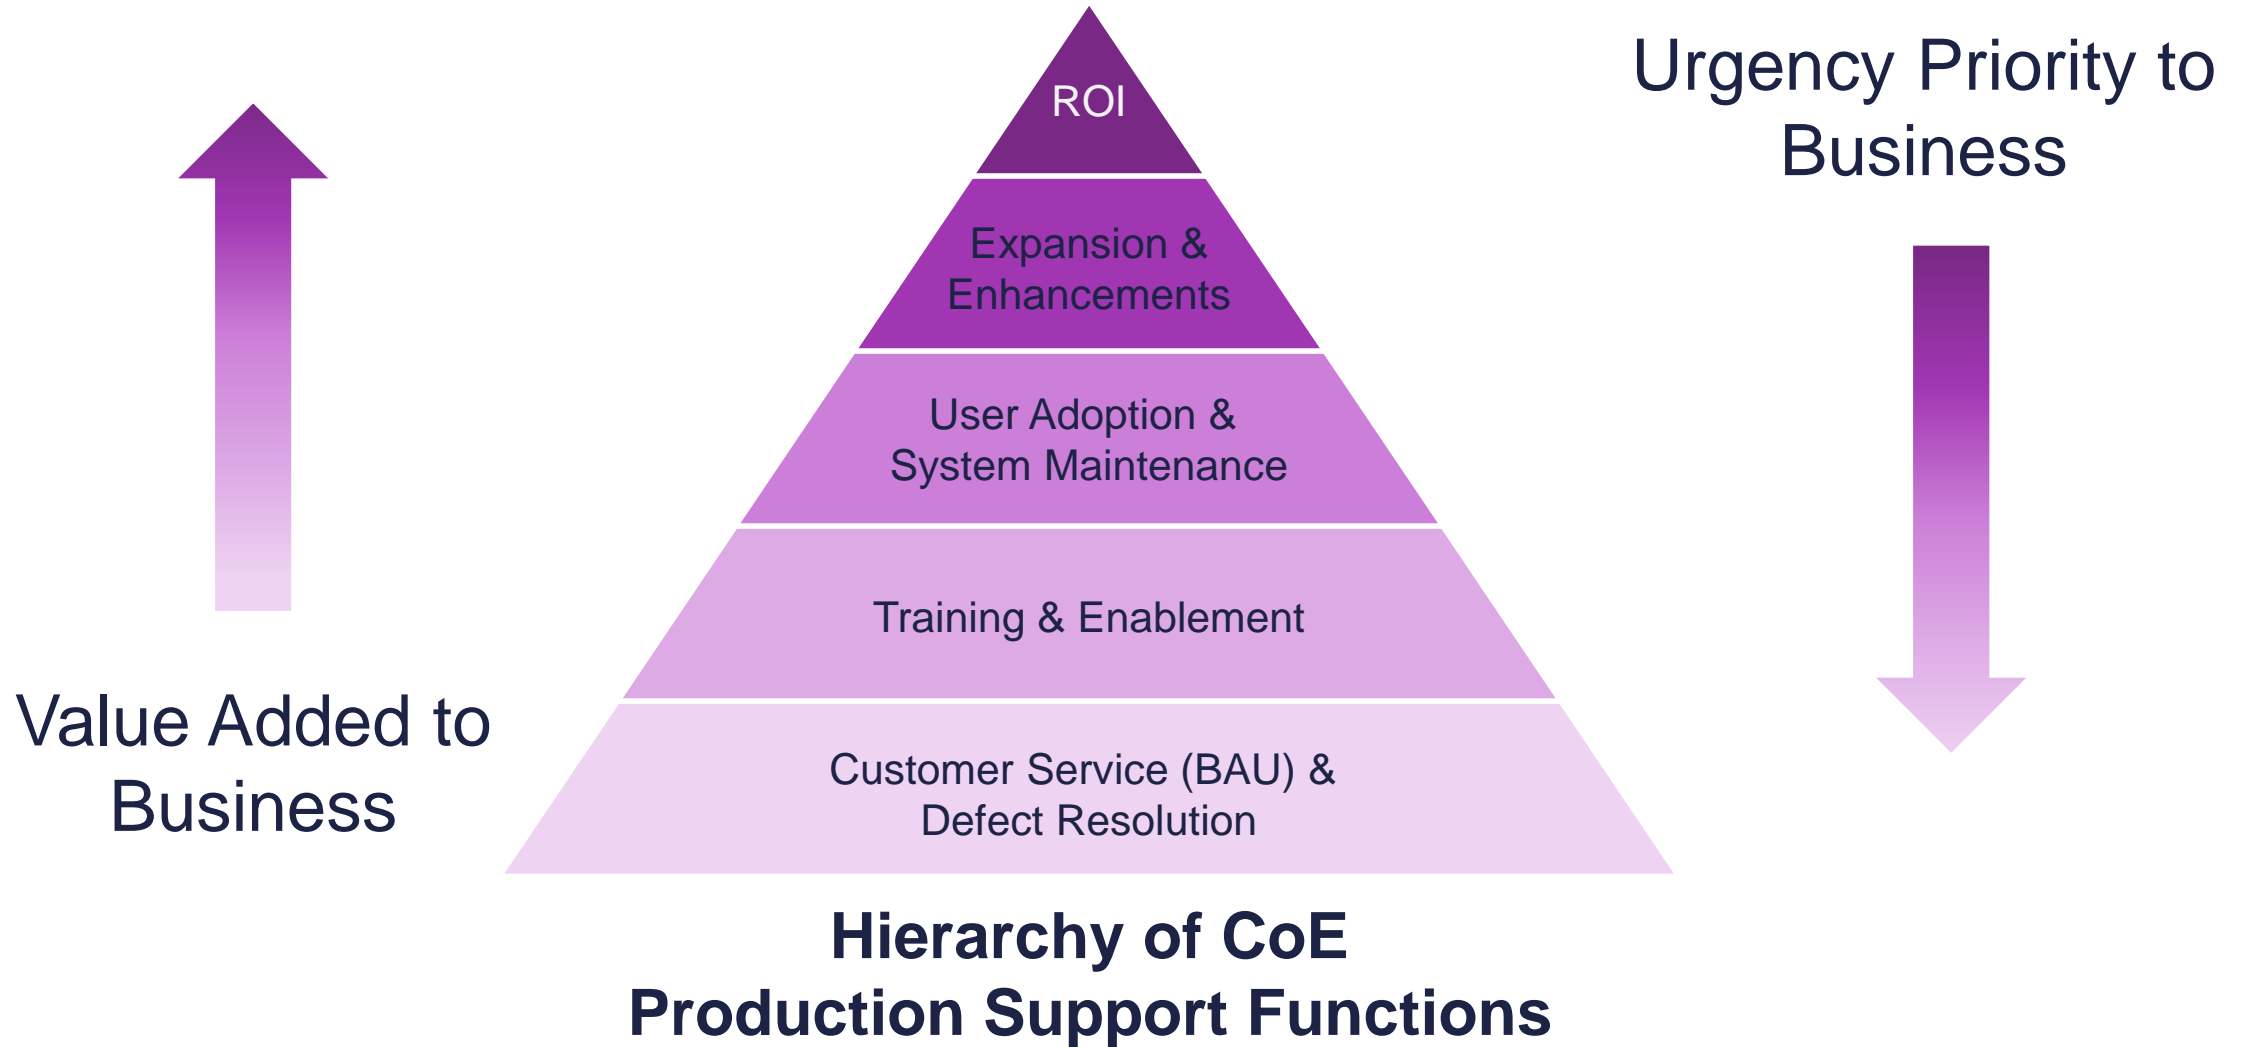 ROI
Urgency Priority to
Business
Expansion &
Enhancements
User Adoption &
System Maintenance
Training & Enablement
Value Added to
Business
Customer Service (BAU) &
Defect Resolution
Hierarchy of CoE
Production Support Functions